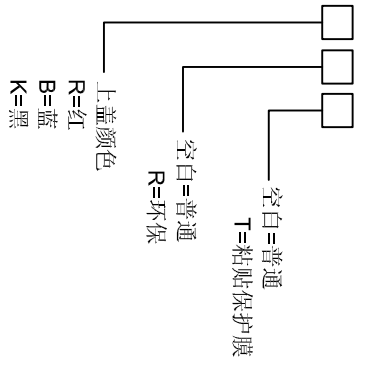 上盖颜色
R=红
B=蓝
K=黑
空白=普通
R=环保
空白=普通
T=粘贴保护膜